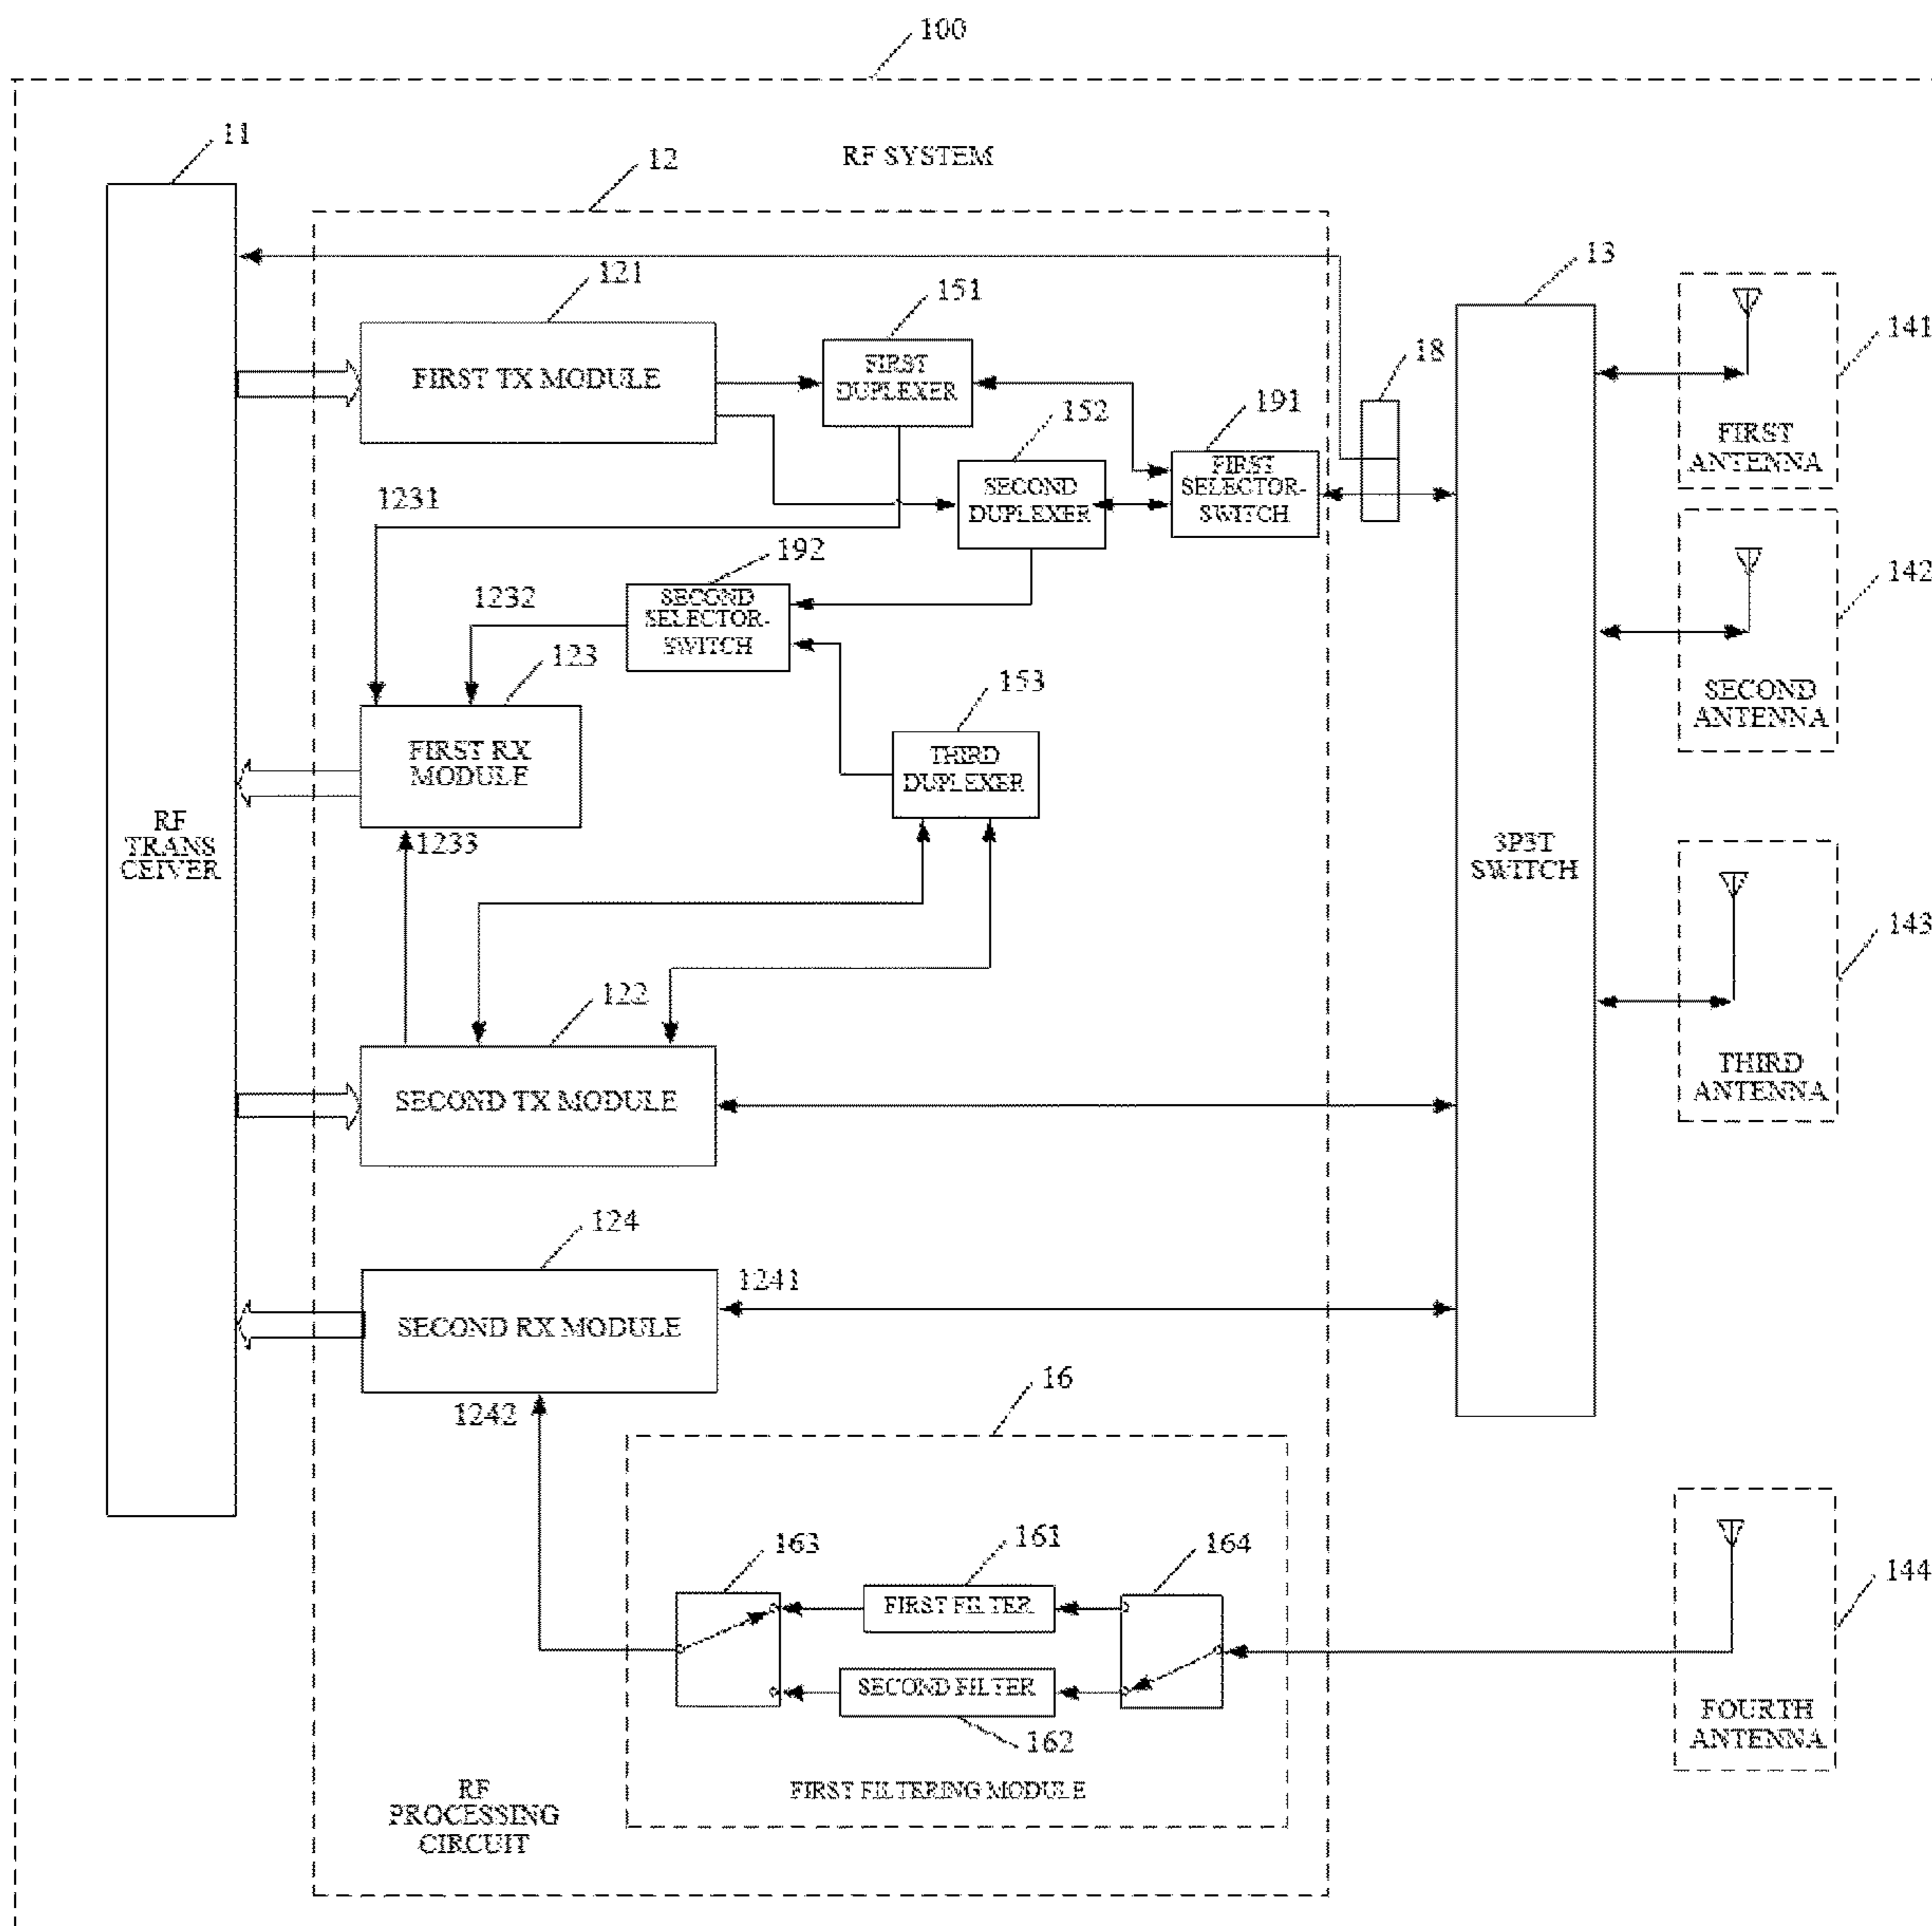 100
RF SYSTEM
11
12
121
151
13
141
FIRST TX MODULE
FIRST
DUPLEXER
18
152
191
FIRST
ANTENNA
SECOND
DUPLEXER
FIRST
SELECTOR-
SWITCH
1231
192
142
1232
SECOND
SELECTOR-
SWITCH
123
153
SECOND
ANTENNA
FIRST RX
MODULE
THIRD
DUPLEXER
RF
TRANS
CEIVER
1233
3P3T
SWITCH
143
122
SECOND TX MODULE
THIRD
ANTENNA
124
1241
SECOND RX MODULE
1242
16
163
161
164
144
FIRST FILTER
SECOND FILTER
162
FOURTH
ANTENNA
FIRST FILTERING MODULE
RF
PROCESSING
CIRCUIT